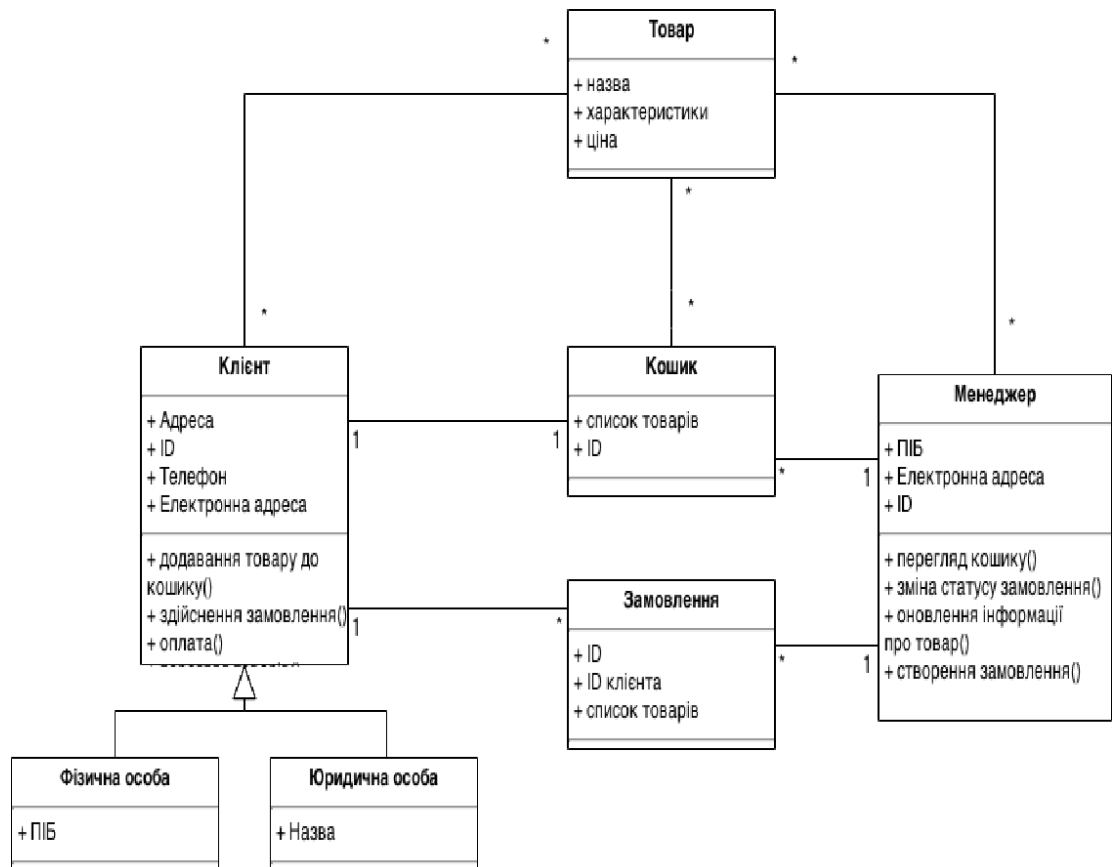 Товар
*
*
+ назва
+ характеристики
+ ціна
*
*
*
*
Клієнт
+ Адреса
+ ID
+ Телефон
+ Електронна адреса
+ додавання товару до
кошику()
+ здійснення замовлення()
+ оплата()
1
1
Кошик
+ список товарів
+ ID
*
1
Менеджер
+ ПІБ
+ Електронна адреса
+ ID
+ перегляд кошику()
+ зміна статусу замовлення()
+ оновлення інформації
про товар()
+ створення замовлення()
1
*
Замовлення
+ ID
+ ID клієнта
+ список товарів
*
1
Фізична особа
+ ПІБ
Юридична особа
+ Назва